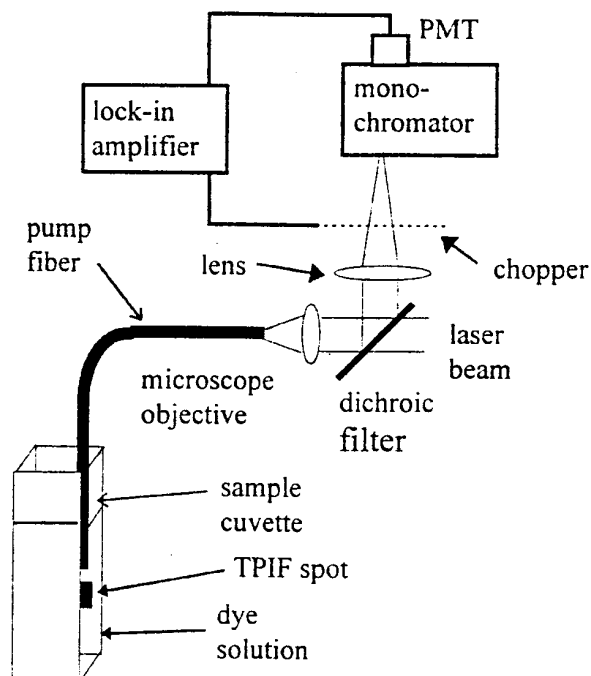 PMT
mono-
chromator
lock-in
amplifier
pump
fiber
lens
chopper
laser
beam
microscope
objective
dichroic
filter
sample
cuvette
TPIF spot
dye
solution